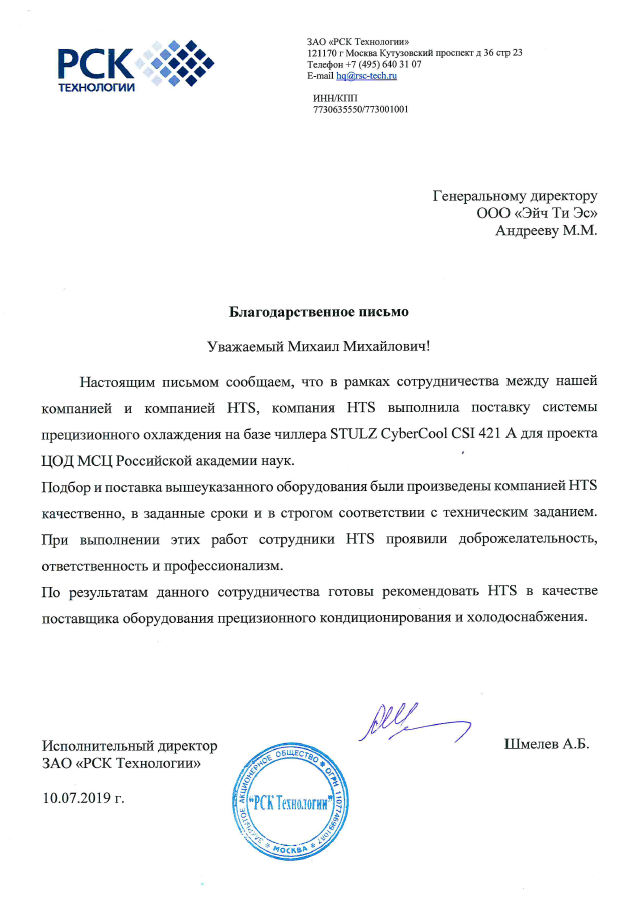 РСК
ТЕХНОЛОГИИ
ЗАО «РСК Технологии»
121170 г Москва Кутузовский проспект д 36 стр 23
Телефон +7 (495) 640 31 07
E-mail hq@rsc-tech.ru
ИНН/КПП
7730635550/773001001
Генеральному директору
ООО «Эйч Ти Эс»
Андрееву М.М.
Благодарственное письмо
Уважаемый Михаил Михайлович!
Настоящим письмом сообщаем, что в рамках сотрудничества между нашей
компанией и компанией HTS, компания HTS выполнила поставку системы
прецизионного охлаждения на базе чиллера STULZ CyberCool CSI 421 A для проекта
ЦОД МСЦ Российской академии наук.
Подбор и поставка вышеуказанного оборудования были произведены компанией HTS
качественно, в заданные сроки и в строгом соответствии с техническим заданием.
При выполнении этих работ сотрудники HTS проявили доброжелательность,
ответственность и профессионализм.
По результатам данного сотрудничества готовы рекомендовать HTS в качестве
поставщика оборудования прецизионного кондиционирования и холодоснабжения.
Исполнительный директор
ЗАО «РСК Технологии»
Шмелев А.Б.
10.07.2019 г.
ЗАКРЫТОЕ АКЦИОНЕРНОЕ ОБЩЕСТВО
ОГРН
"РСК Технологии"
МОСКВА